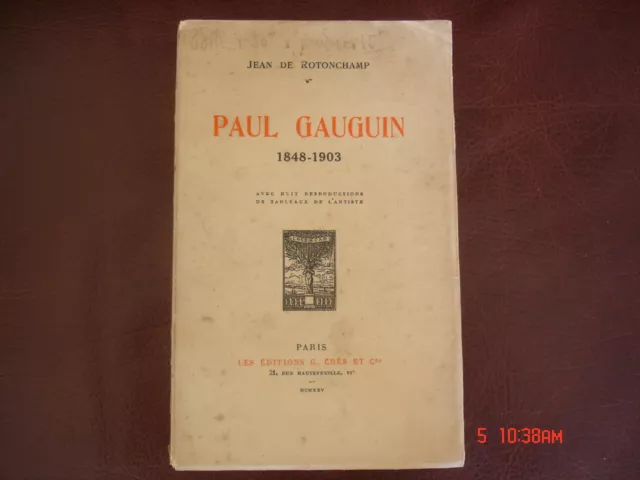 JEAN DE ROTONCHAMP
PAUL GAUGUIN
1848-1903
AVEC HUIT REPRODUCTIONS
DE TABLEAUX DE L'ARTISTE
PARIS
LES ÉDITIONS G. CRÈS ET Cie
21, RUE HAUTEFEUILLE, VIe
MCMXXV
5 10:38AM